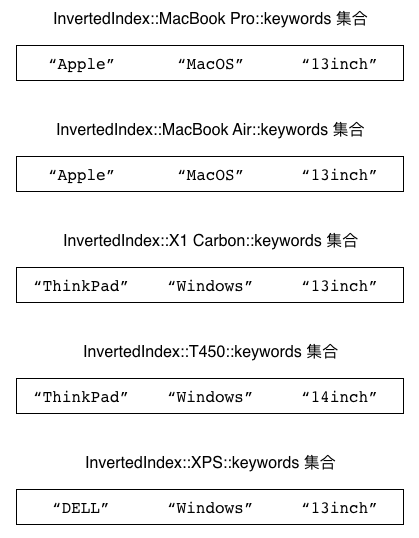 InvertedIndex::MacBook Pro::keywords 集合
“Apple” “MacOS” “13inch”
InvertedIndex::MacBook Air::keywords 集合
“Apple” “MacOS” “13inch”
InvertedIndex::X1 Carbon::keywords 集合
“ThinkPad” “Windows” “13inch”
InvertedIndex::T450::keywords 集合
“ThinkPad” “Windows” “14inch”
InvertedIndex::XPS::keywords 集合
“DELL” “Windows” “13inch”